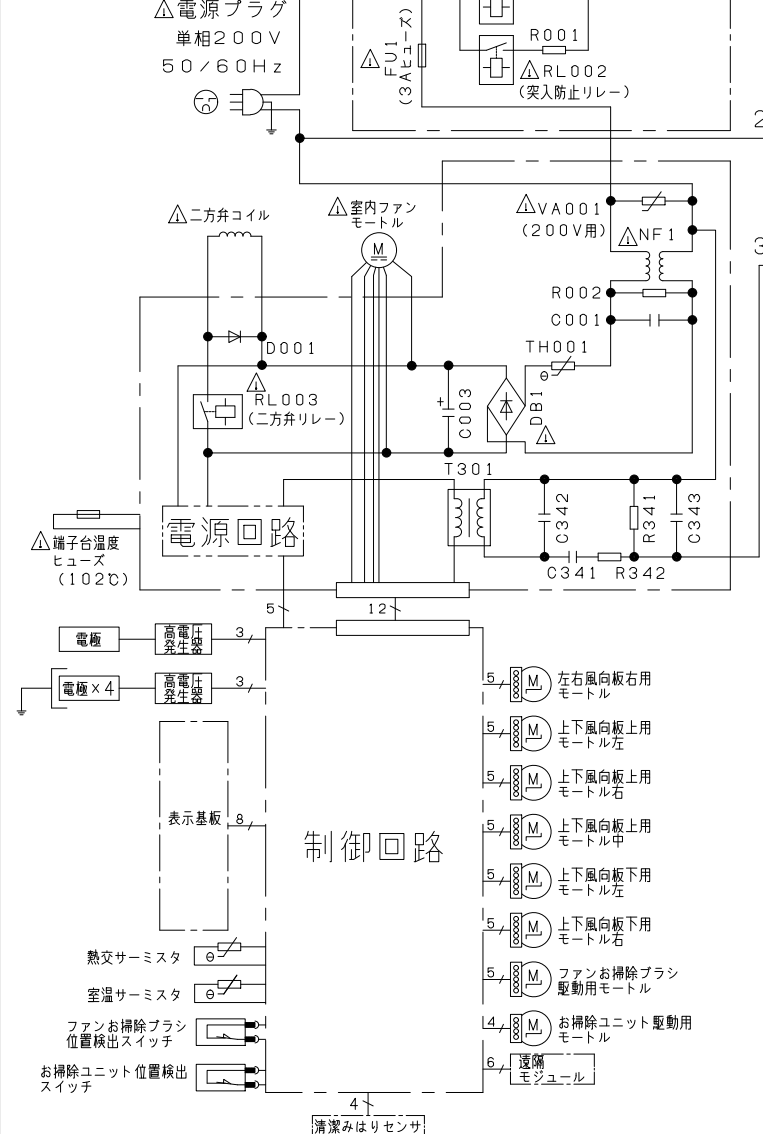 ⚠電源プラグ
単相200V
50/60Hz
⚠FU1
(3Aヒューズ)
R001
⚠RL002
(突入防止リレー)
2
⚠二方弁コイル
⚠室内ファン
モートル
M
⚠VA001
(200V用)
⚠NF1
3
R002
C001
D001
TH001
θ
⚠
RL003
(二方弁リレー)
+
C003
DB1
⚠
T301
電源回路
C342
R341
C343
⚠端子台温度
ヒューズ
(102℃)
C341
R342
5
12
電極
高電圧
発生器
3
電極×4
高電圧
発生器
3
表示基板
8
制御回路
熱交サーミスタ
θ
室温サーミスタ
θ
ファンお掃除ブラシ
位置検出スイッチ
お掃除ユニット位置検出
スイッチ
5
M
左右風向板右用
モートル
5
M
上下風向板上用
モートル左
5
M
上下風向板上用
モートル右
5
M
上下風向板上用
モートル中
5
M
上下風向板下用
モートル左
5
M
上下風向板下用
モートル右
5
M
ファンお掃除ブラシ
駆動用モートル
4
M
お掃除ユニット駆動用
モートル
6
遠隔
モジュール
4
清潔みはりセンサ